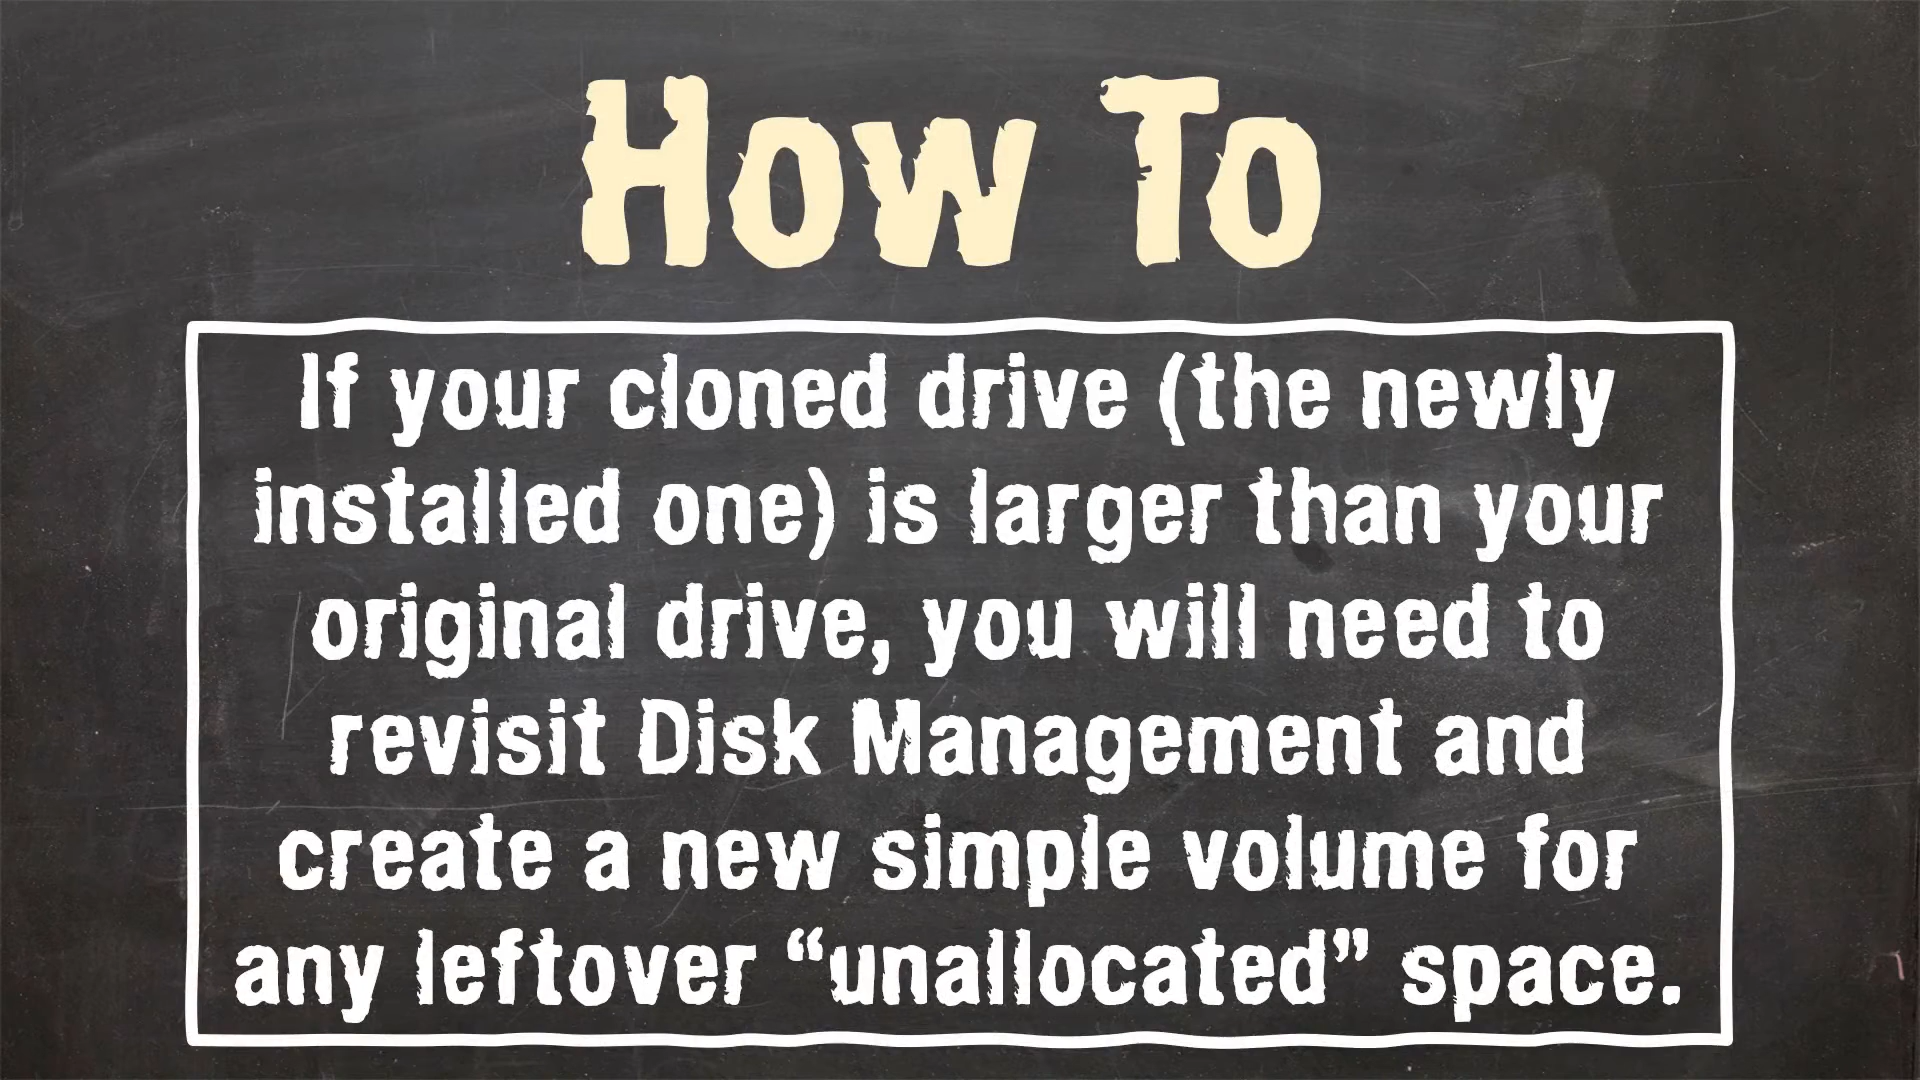 How To
If your cloned drive (the newly
installed one) is larger than your
original drive, you will need to
revisit Disk Management and
create a new simple volume for
any leftover “unallocated” space.